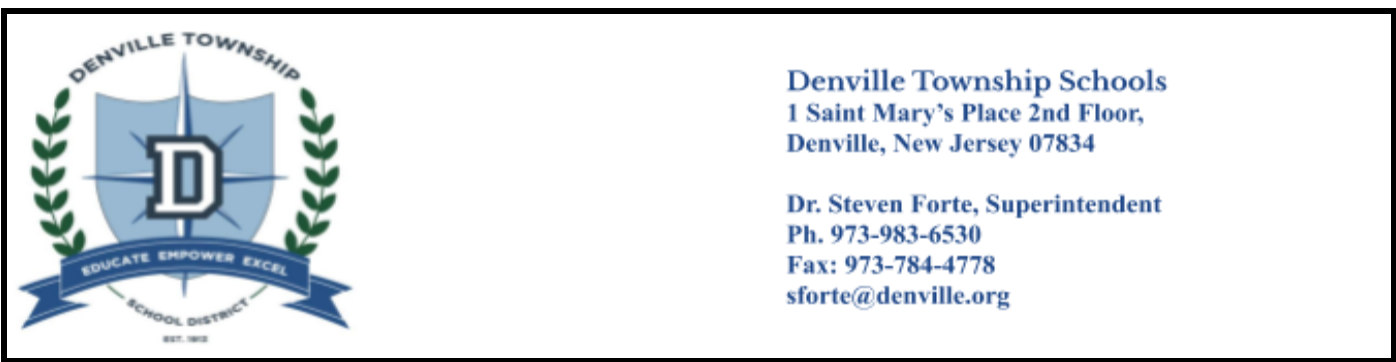 DENVILLE TOWNSHIP
D
EDUCATE EMPOWER EXCEL
SCHOOL DISTRICT
EST.
Denville Township Schools
1 Saint Mary's Place 2nd Floor,
Denville, New Jersey 07834
Dr. Steven Forte, Superintendent
Ph. 973-983-6530
Fax: 973-784-4778
sforte@denville.org